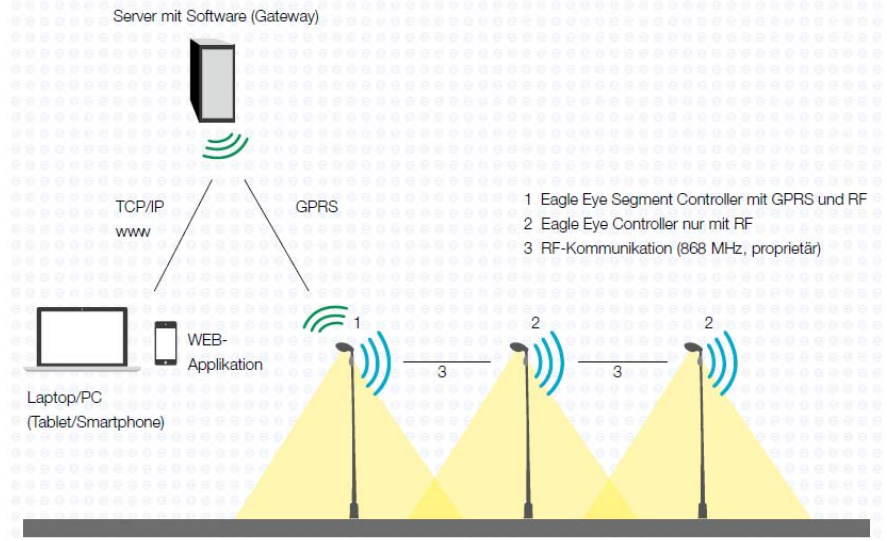 Server mit Software (Gateway)
TCP/IP
www
GPRS
1 Eagle Eye Segment Controller mit GPRS und RF
2 Eagle Eye Controller nur mit RF
3 RF-Kommunikation (868 MHz, proprietär)
1
2
2
WEB-
Applikation
3
3
Laptop/PC
(Tablet/Smartphone)